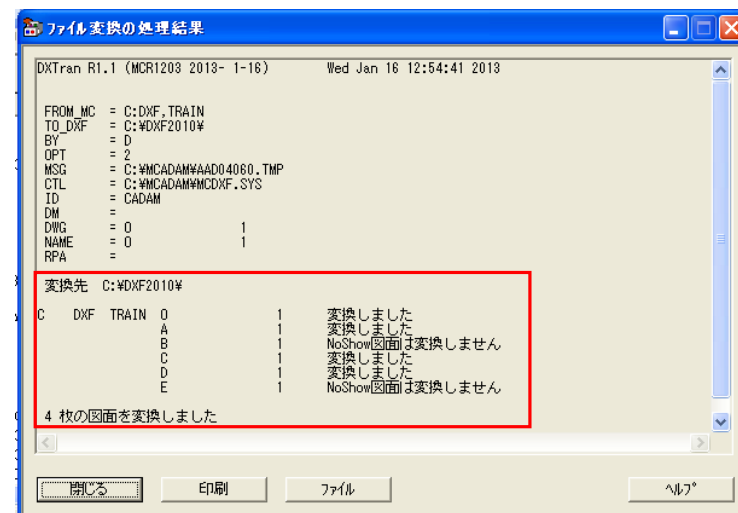 ファイル変換の処理結果
DXTran R1.1 (MCR1203 2013- 1-16) Wed Jan 16 12:54:41 2013
FROM_MC = C:DXF,TRAIN
TO_DXF = C:¥DXF2010¥
BY = D
OPT = 2
MSG = C:¥MCADAM¥AAD04060.TMP
CTL = C:¥MCADAM¥MCDXF.SYS
ID = CADAM
DM =
DWG = 0 1
NAME = 0 1
RPA =
変換先 C:¥DXF2010¥
C DXF TRAIN 0 1 変換しました
A 1 変換しました
B 1 NoShow図面は変換しません
C 1 変換しました
D 1 変換しました
E 1 NoShow図面は変換しません
4 枚の図面を変換しました
閉じる 印刷 ファイル ヘルプ